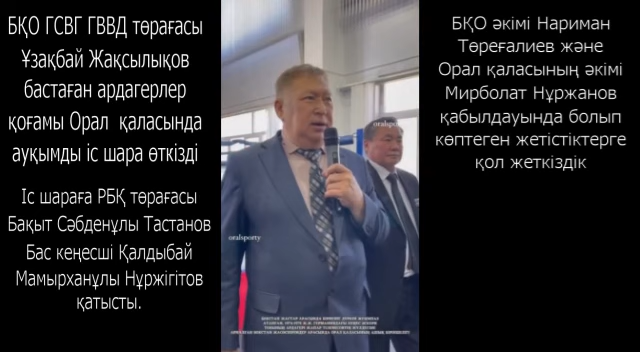 БҚО ГСВГ ГВВД төрағасы
Ұзақбай Жақсылықов
бастаған ардагерлер
қоғамы Орал қаласында
ауқымды іс шара өткізді
Іс шараға РБҚ төрағасы
Бақыт Сәбденұлы Тастанов
Бас кеңесші Қалдыбай
Мамырханұлы Нұржігітов
қатысты.
oralsporty
oralsporty
БҚО әкімі Нариман
Төреғалиев және
Орал қаласының әкімі
Мирболат Нұржанов
қабылдауында болып
көптеген жетістіктерге
қол жеткіздік